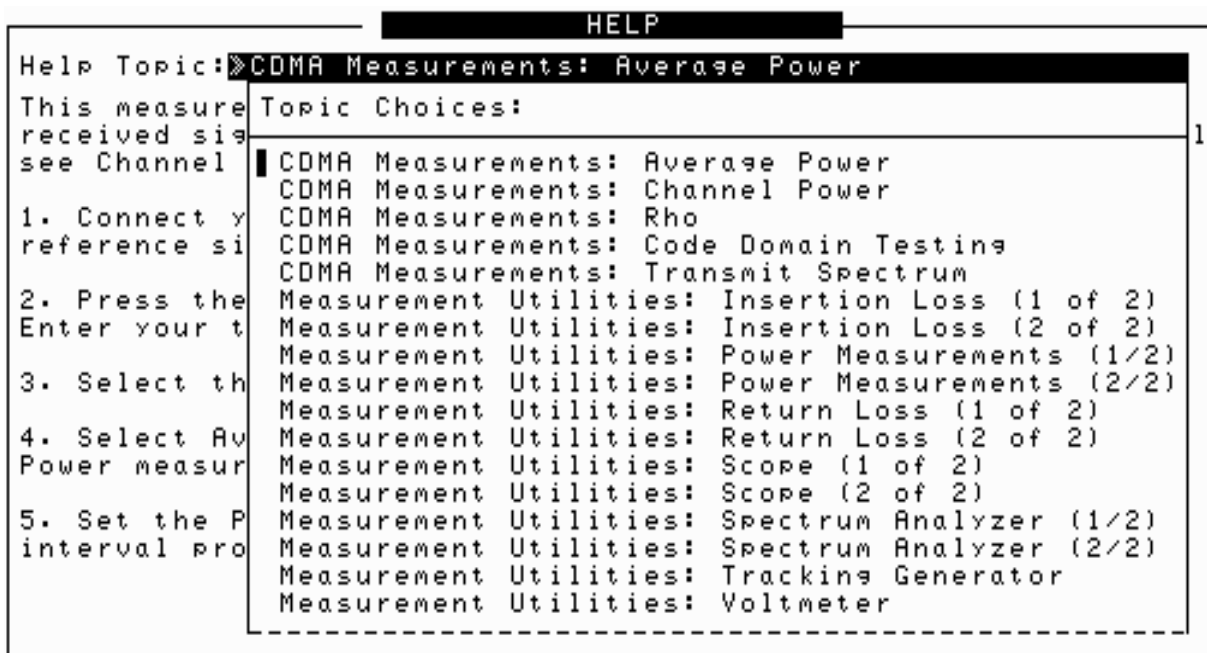 HELP
Help Topic:»CDMA Measurements: Average Power
This measure
received sig
see Channel
1. Connect y
reference si
2. Press the
Enter your t
3. Select th
4. Select Av
Power measur
5. Set the P
interval pro
l
Topic Choices:
CDMA Measurements: Average Power
CDMA Measurements: Channel Power
CDMA Measurements: Rho
CDMA Measurements: Code Domain Testing
CDMA Measurements: Transmit Spectrum
Measurement Utilities: Insertion Loss (1 of 2)
Measurement Utilities: Insertion Loss (2 of 2)
Measurement Utilities: Power Measurements (1/2)
Measurement Utilities: Power Measurements (2/2)
Measurement Utilities: Return Loss (1 of 2)
Measurement Utilities: Return Loss (2 of 2)
Measurement Utilities: Scope (1 of 2)
Measurement Utilities: Scope (2 of 2)
Measurement Utilities: Spectrum Analyzer (1/2)
Measurement Utilities: Spectrum Analyzer (2/2)
Measurement Utilities: Tracking Generator
Measurement Utilities: Voltmeter